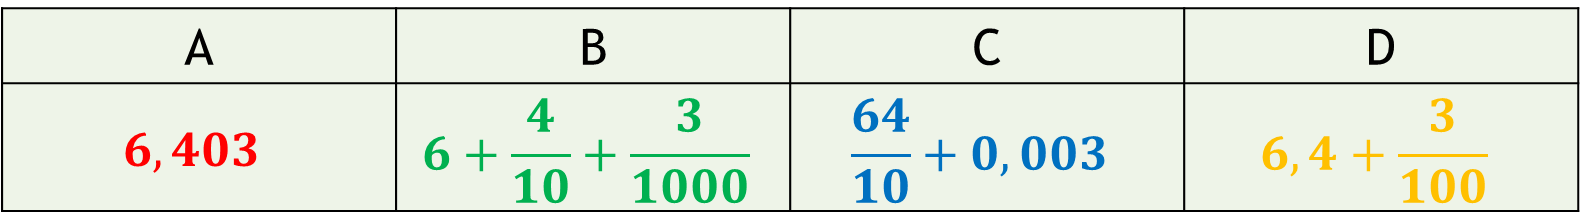 A B C D
6,403 6 + 4/10 + 3/1000 64/10 + 0,003 6,4 + 3/100